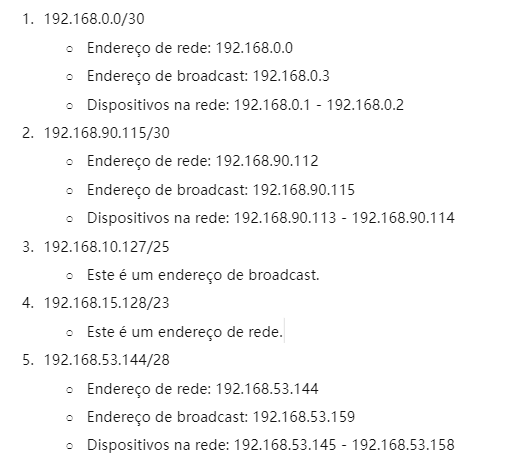 1. 192.168.0.0/30
○ Endereço de rede: 192.168.0.0
○ Endereço de broadcast: 192.168.0.3
○ Dispositivos na rede: 192.168.0.1 - 192.168.0.2
2. 192.168.90.115/30
○ Endereço de rede: 192.168.90.112
○ Endereço de broadcast: 192.168.90.115
○ Dispositivos na rede: 192.168.90.113 - 192.168.90.114
3. 192.168.10.127/25
○ Este é um endereço de broadcast.
4. 192.168.15.128/23
○ Este é um endereço de rede.
5. 192.168.53.144/28
○ Endereço de rede: 192.168.53.144
○ Endereço de broadcast: 192.168.53.159
○ Dispositivos na rede: 192.168.53.145 - 192.168.53.158